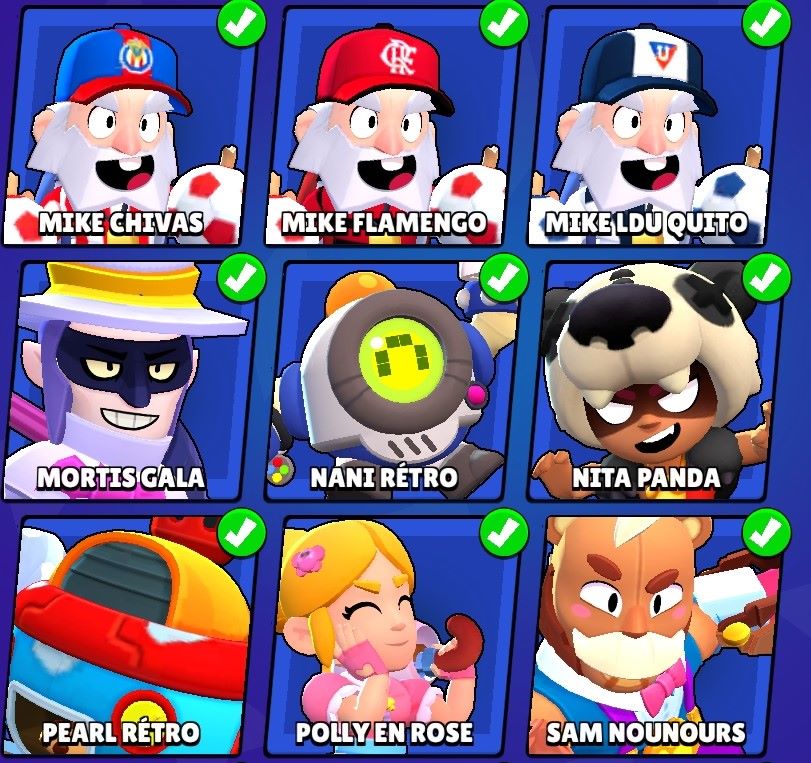 MIKE CHIVAS
MIKE FLAMENGO
MIKE LDU QUITO
MORTIS GALA
NANI RÉTRO
NITA PANDA
PEARL RÉTRO
POLLY EN ROSE
SAM NOUNOURS